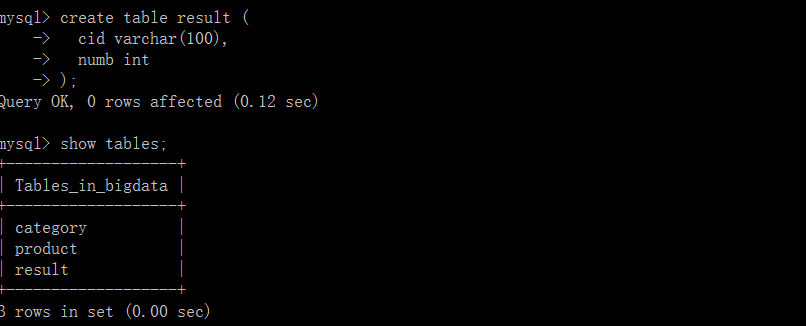 mysql> create table result (
    ->   cid varchar(100),
    ->   numb int
    -> );
Query OK, 0 rows affected (0.12 sec)

mysql> show tables;
+-------------------+
| Tables_in_bigdata |
+-------------------+
| category          |
| product           |
| result            |
+-------------------+
3 rows in set (0.00 sec)